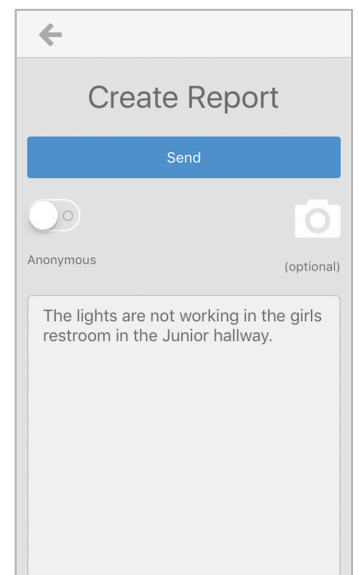 Create Report
Send
Anonymous
(optional)
The lights are not working in the girls
restroom in the Junior hallway.